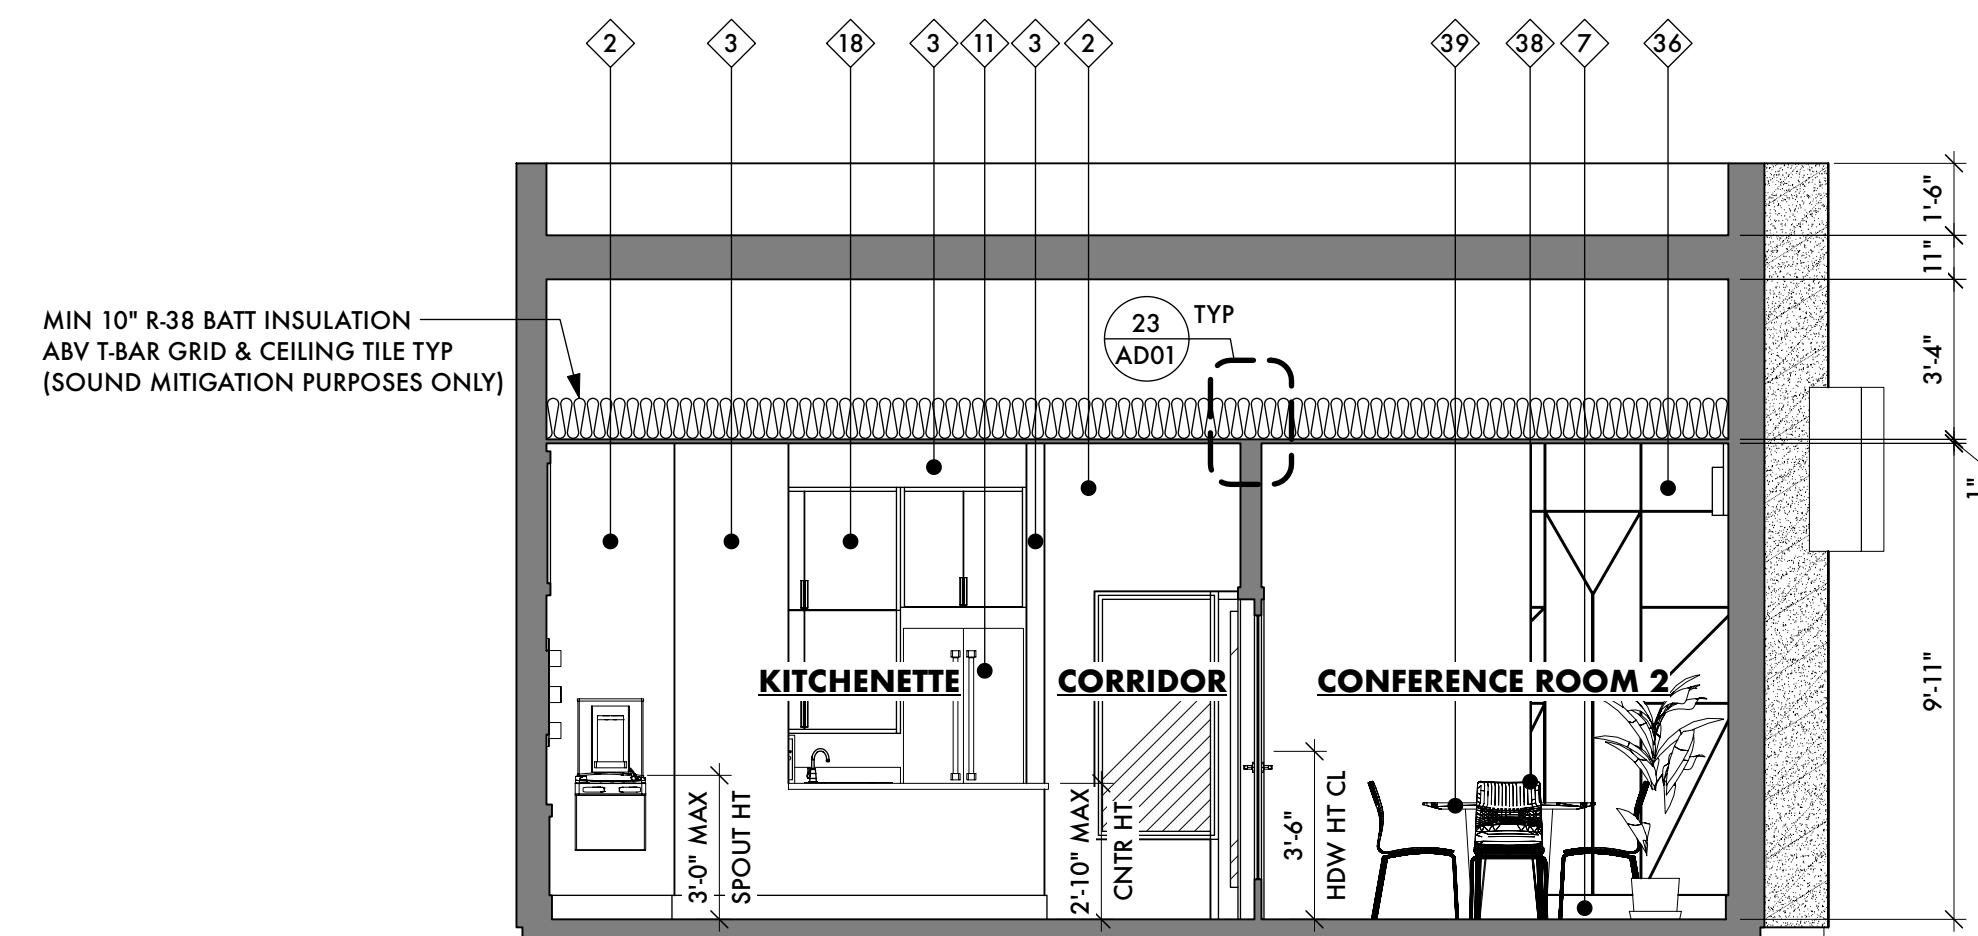 2
3
18
3
11
3
2
39
38
7
36
1'-6"
11"
MIN 10" R-38 BATT INSULATION
ABV T-BAR GRID & CEILING TILE TYP
(SOUND MITIGATION PURPOSES ONLY)
23
AD01
TYP
3'-4"
1"
KITCHENETTE
CORRIDOR
CONFERENCE ROOM 2
9'-11"
3'-0" MAX
SPOUT HT
2'-10" MAX
CNTR HT
3'-6"
HDW HT CL